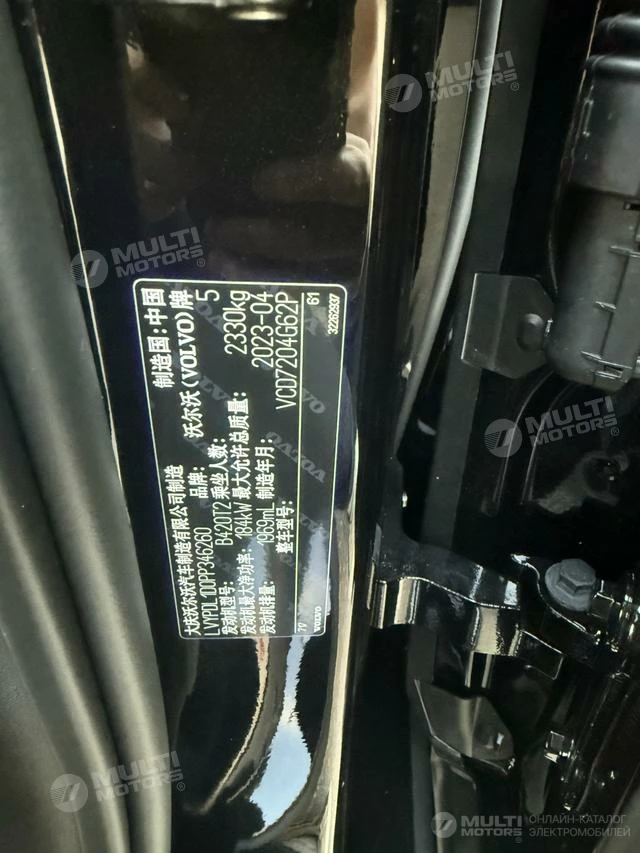 大庆沃尔沃汽车制造有限公司制造 制造国:中国
LVYPDL1DDPP346260 品牌: 沃尔沃(VOLVO)牌
发动机型号: B420T2 乘坐人数: 5
发动机最大净功率: 184kW 最大允许总质量: 2330kg
发动机排量: 1969mL 制造年月: 2023-04
整车型号: VCD7204G62P
70 61
VOLVO 32262937
MULTI MOTORS
MULTI MOTORS
MULTI MOTORS
MULTI MOTORS
MULTI MOTORS
ОНЛАЙН-КАТАЛОГ
ЭЛЕКТРОМОБИЛЕЙ